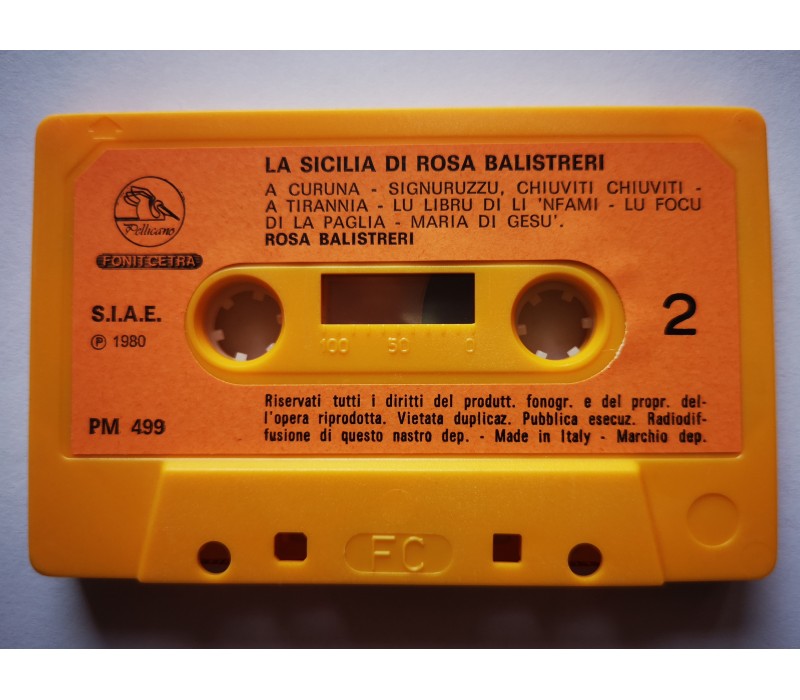 LA SICILIA DI ROSA BALISTRERI
A CURUNA - SIGNURUZZU, CHIUVITI CHIUVITI -
A TIRANNIA - LU LIBRU DI LI 'NFAMI - LU FOCU
DI LA PAGLIA - MARIA DI GESU'.
ROSA BALISTRERI
Pellicano
FONIT CETRA
S.I.A.E.
Ⓟ 1980
2
100 50 0
Riservati tutti i diritti del produtt. fonogr. e del propr. del-
l'opera riprodotta. Vietata duplicaz. Pubblica esecuz. Radiodif-
fusione di questo nastro dep. - Made in Italy - Marchio dep.
PM 499
FC